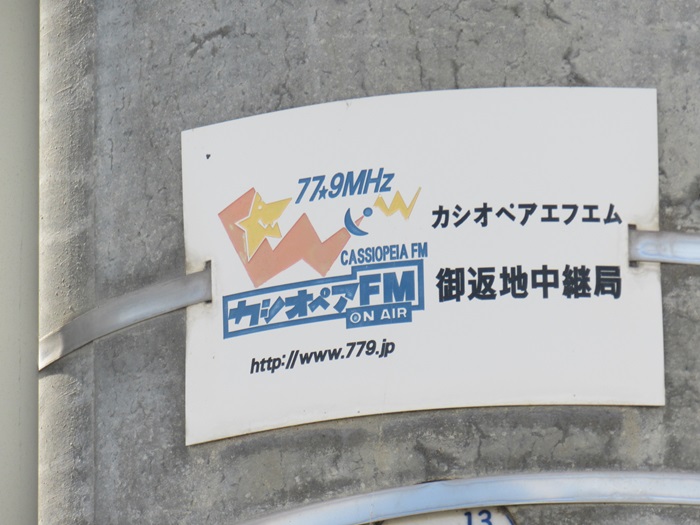 77★9MHz
CASSIOPEIA FM
カシオペアFM
ON AIR
http://www.779.jp
カシオペアエフエム
御返地中継局
13